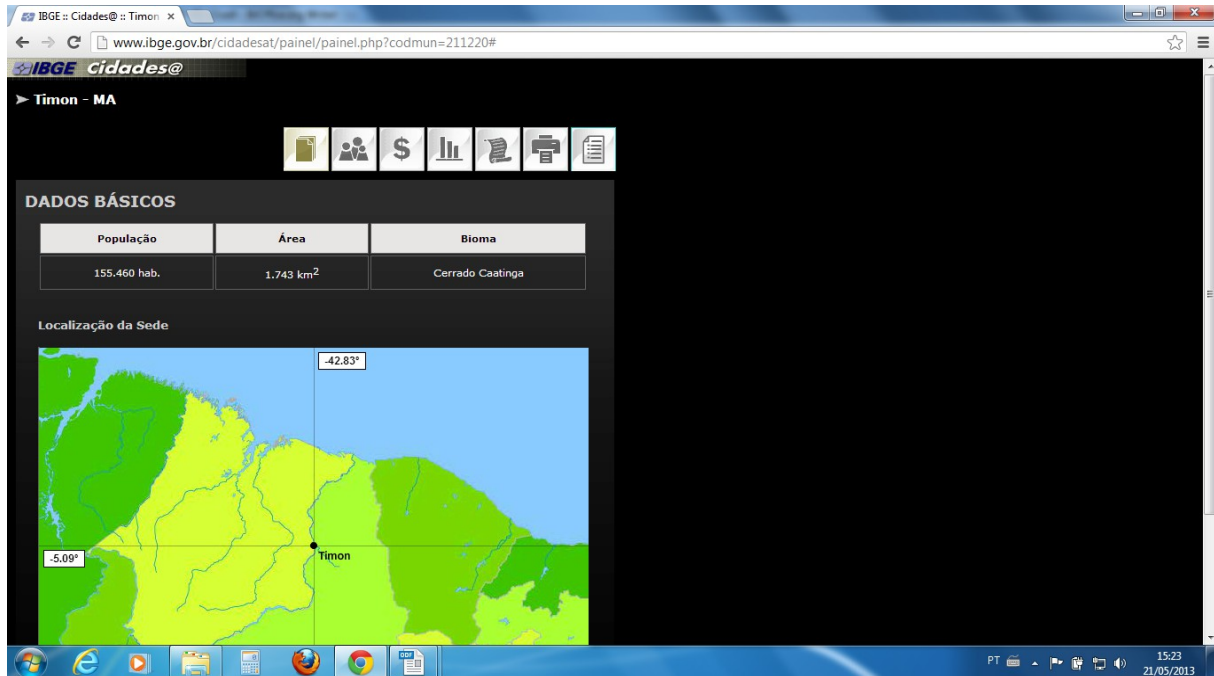 IBGE :: Cidades@ :: Timon
www.ibge.gov.br/cidadesat/painel/painel.php?codmun=211220#
IBGE Cidades@
Timon - MA
$
DADOS BÁSICOS
População Área Bioma
155.460 hab. 1.743 km2 Cerrado Caatinga
Localização da Sede
-42.83°
-5.09°
Timon
ODF
PT 15:23
21/05/2013